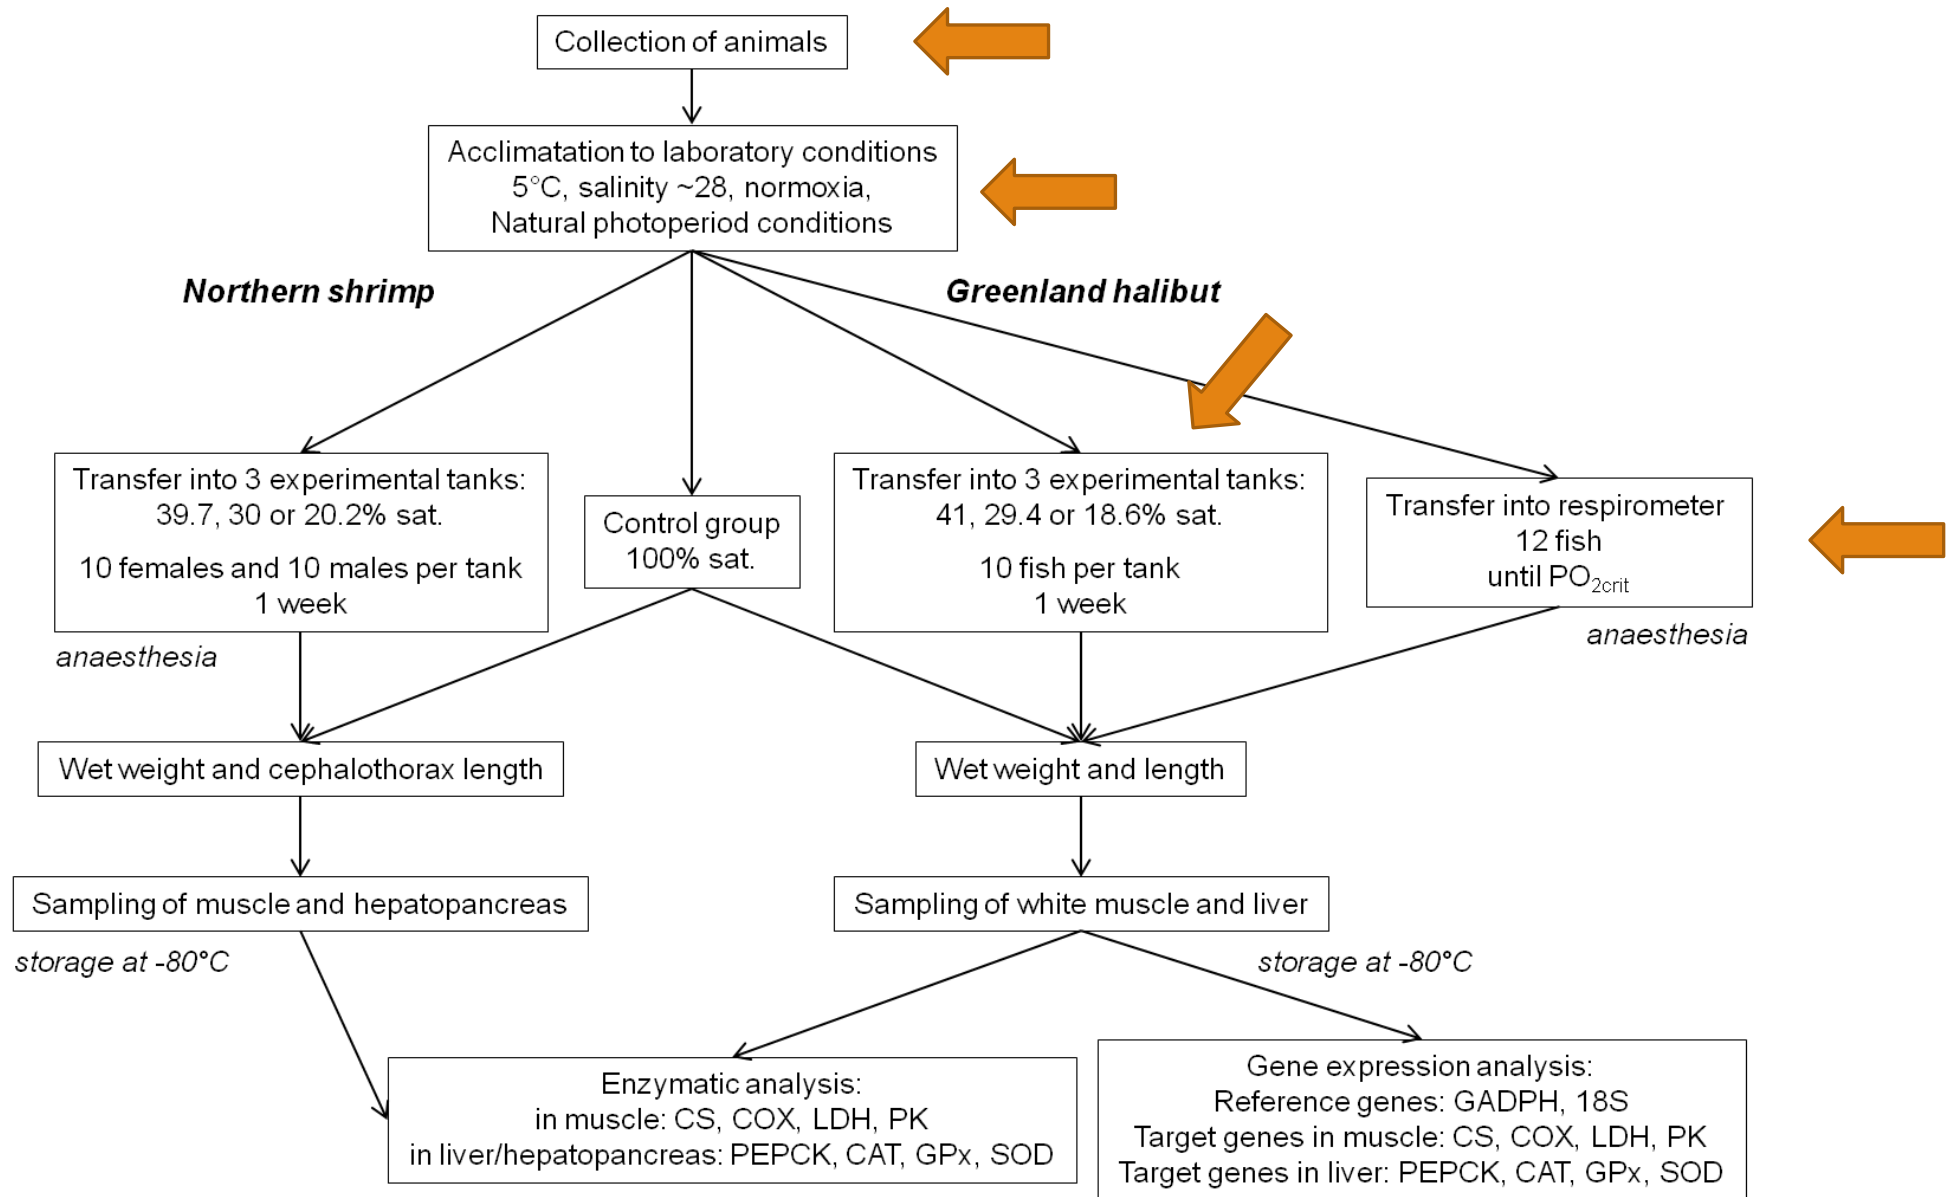 Collection of animals
Acclimatation to laboratory conditions
5°C, salinity ~28, normoxia,
Natural photoperiod conditions
Northern shrimp
Greenland halibut
Transfer into 3 experimental tanks:
39.7, 30 or 20.2% sat.
10 females and 10 males per tank
1 week
Control group
100% sat.
Transfer into 3 experimental tanks:
41, 29.4 or 18.6% sat.
10 fish per tank
1 week
Transfer into respirometer
12 fish
until PO2crit
anaesthesia
anaesthesia
Wet weight and cephalothorax length
Wet weight and length
Sampling of muscle and hepatopancreas
Sampling of white muscle and liver
storage at -80°C
storage at -80°C
Enzymatic analysis:
in muscle: CS, COX, LDH, PK
in liver/hepatopancreas: PEPCK, CAT, GPx, SOD
Gene expression analysis:
Reference genes: GADPH, 18S
Target genes in muscle: CS, COX, LDH, PK
Target genes in liver: PEPCK, CAT, GPx, SOD